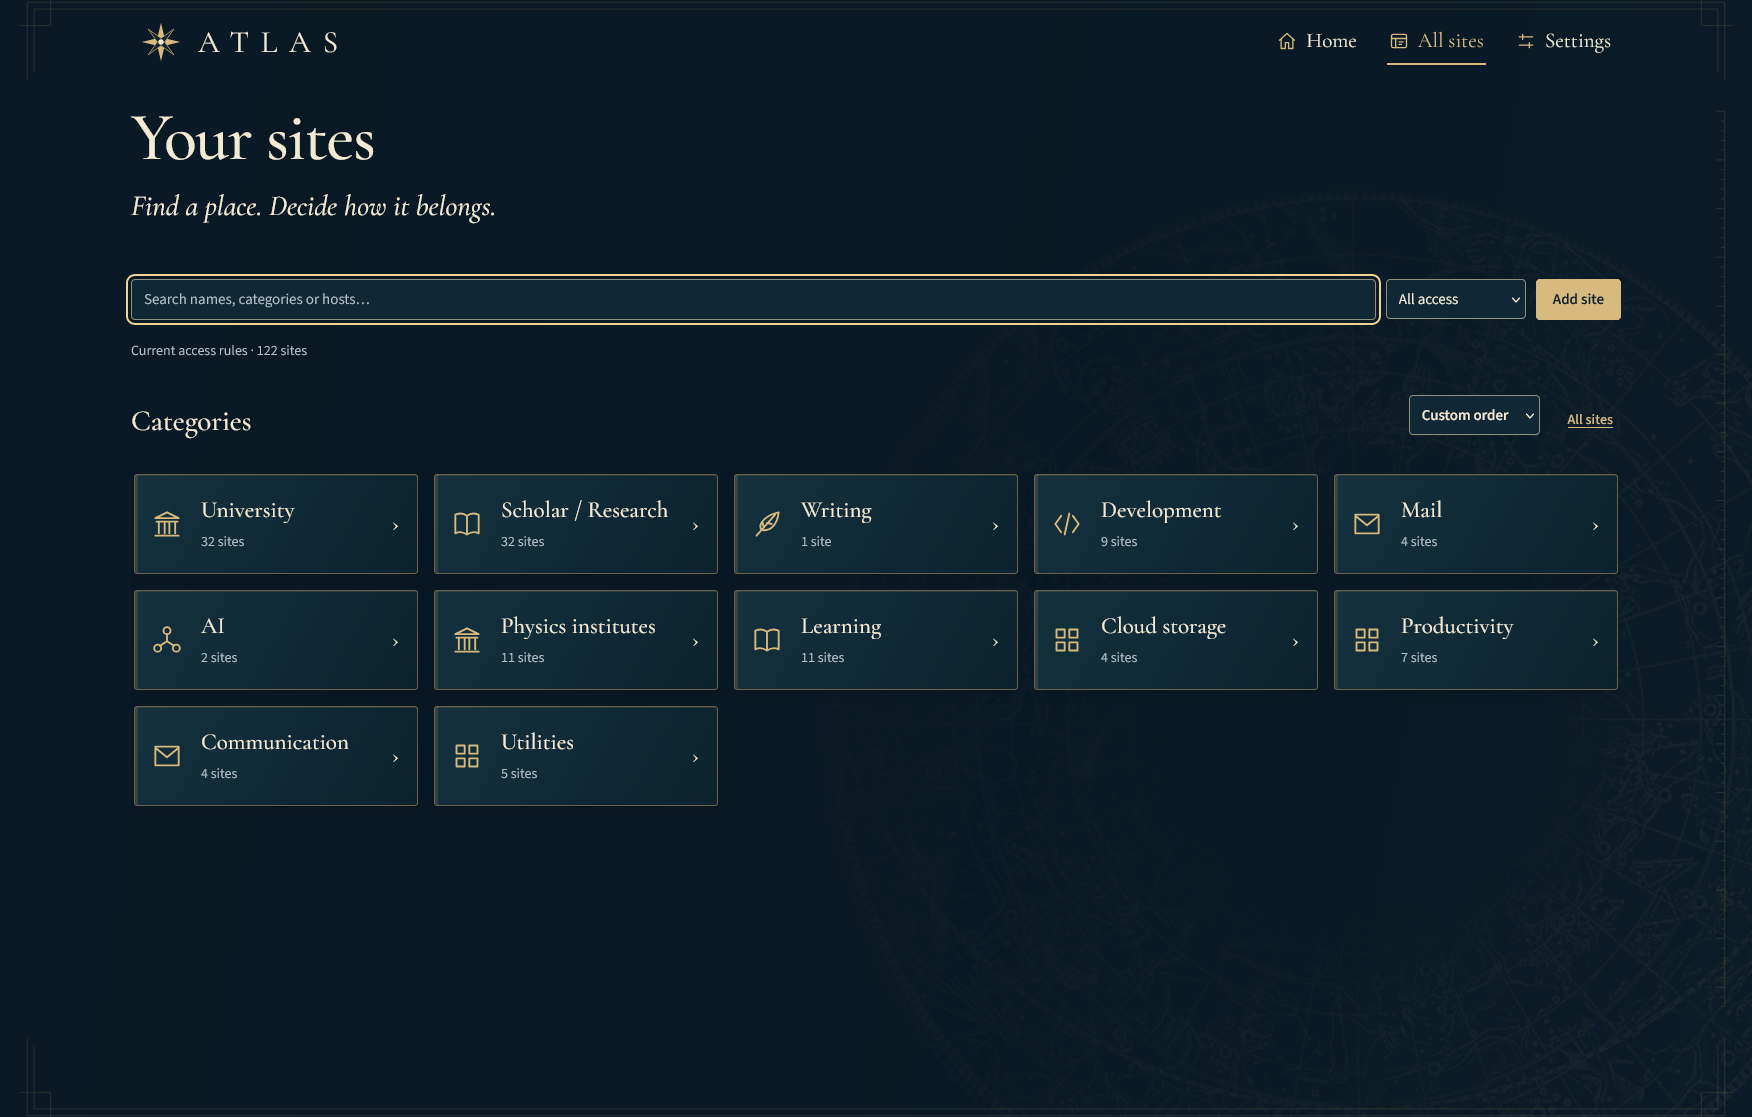 ATLAS
Home
All sites
Settings
Your sites
Find a place. Decide how it belongs.
Search names, categories or hosts...
All access
Add site
Current access rules · 122 sites
Categories
Custom order
All sites
University
32 sites
Scholar / Research
32 sites
Writing
1 site
Development
9 sites
Mail
4 sites
AI
2 sites
Physics institutes
11 sites
Learning
11 sites
Cloud storage
4 sites
Productivity
7 sites
Communication
4 sites
Utilities
5 sites